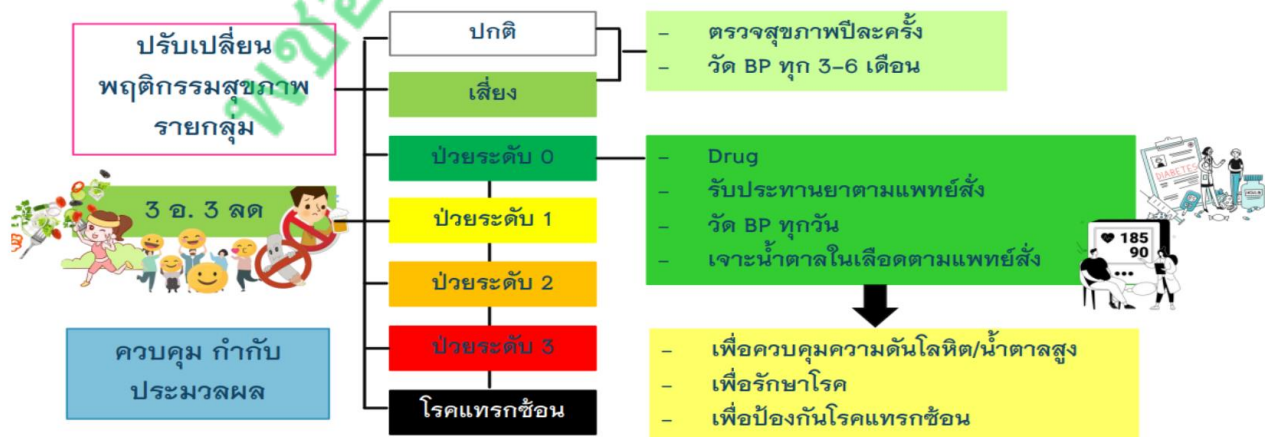 ปรับเปลี่ยน
พฤติกรรมสุขภาพ
รายกลุ่ม
3 อ. 3 ลด
ควบคุม กำกับ
ประมวลผล
ปกติ
เสี่ยง
ป่วยระดับ 0
ป่วยระดับ 1
ป่วยระดับ 2
ป่วยระดับ 3
โรคแทรกซ้อน
- ตรวจสุขภาพปีละครั้ง
- วัด BP ทุก 3-6 เดือน
- Drug
- รับประทานยาตามแพทย์สั่ง
- วัด BP ทุกวัน
- เจาะน้ำตาลในเลือดตามแพทย์สั่ง
DIABETES
185
90
- เพื่อควบคุมความดันโลหิต/น้ำตาลสูง
- เพื่อรักษาโรค
- เพื่อป้องกันโรคแทรกซ้อน